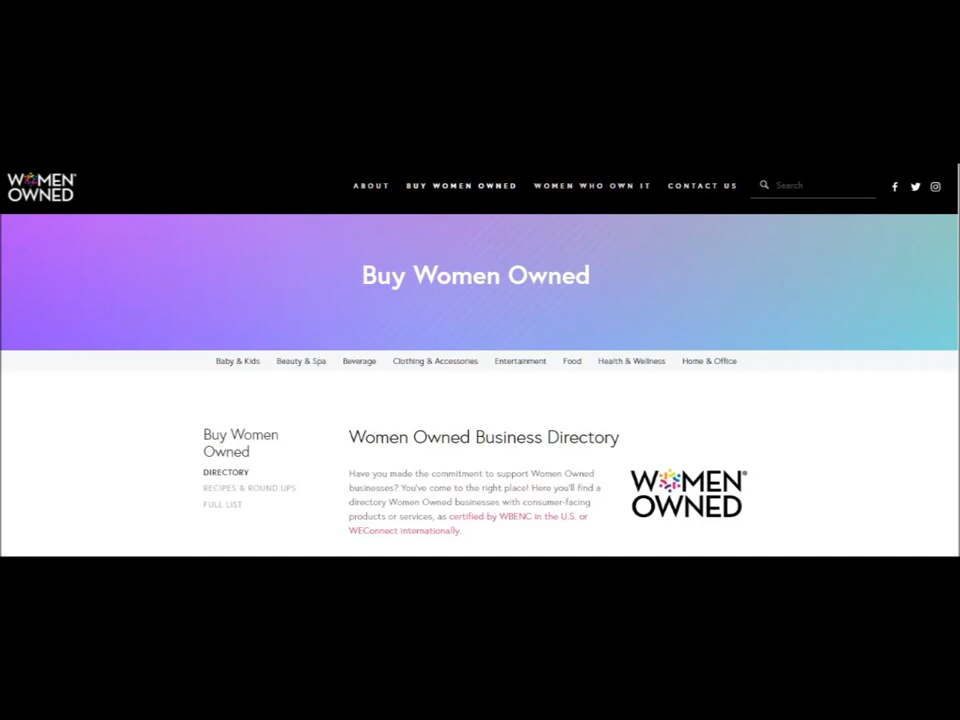 WOMEN
OWNED
ABOUT BUY WOMEN OWNED WOMEN WHO OWN IT CONTACT US Search
Buy Women Owned
Baby & Kids Beauty & Spa Beverage Clothing & Accessories Entertainment Food Health & Wellness Home & Office
Buy Women
Owned
DIRECTORY
RECIPES & ROUND UPS
FULL LIST
Women Owned Business Directory
Have you made the commitment to support Women Owned
businesses? You've come to the right place! Here you'll find a
directory Women Owned businesses with consumer-facing
products or services, as certified by WBENC in the U.S. or
WEConnect internationally.
WOMEN®
OWNED